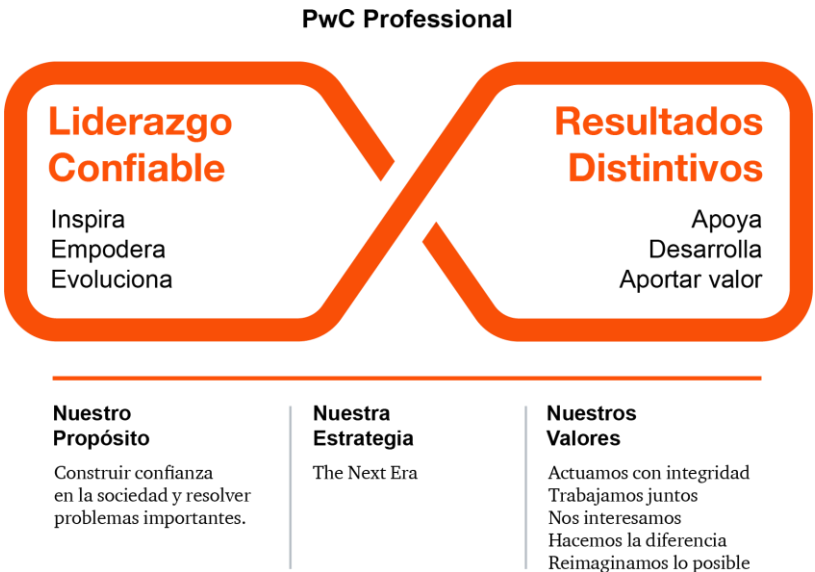 PwC Professional
Liderazgo
Confiable
Inspira
Empodera
Evoluciona
Resultados
Distintivos
Apoya
Desarrolla
Aportar valor
Nuestro
Propósito
Construir confianza
en la sociedad y resolver
problemas importantes.
Nuestra
Estrategia
The Next Era
Nuestros
Valores
Actuamos con integridad
Trabajamos juntos
Nos interesamos
Hacemos la diferencia
Reimaginamos lo posible